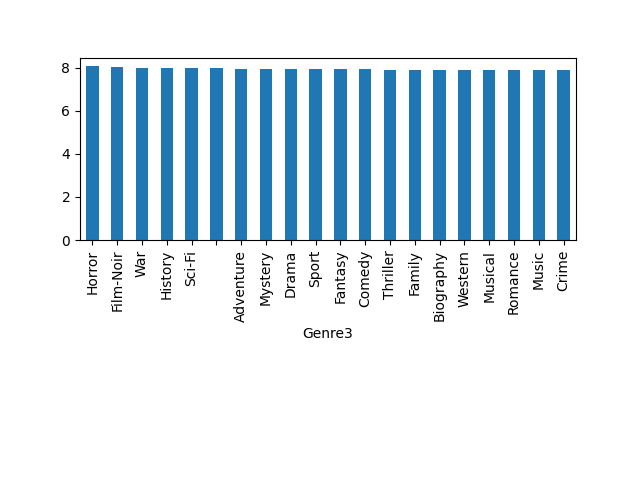 8
6
4
2
0
Horror
Film-Noir
War
History
Sci-Fi
Adventure
Mystery
Drama
Sport
Fantasy
Comedy
Thriller
Family
Biography
Western
Musical
Romance
Music
Crime
Genre3